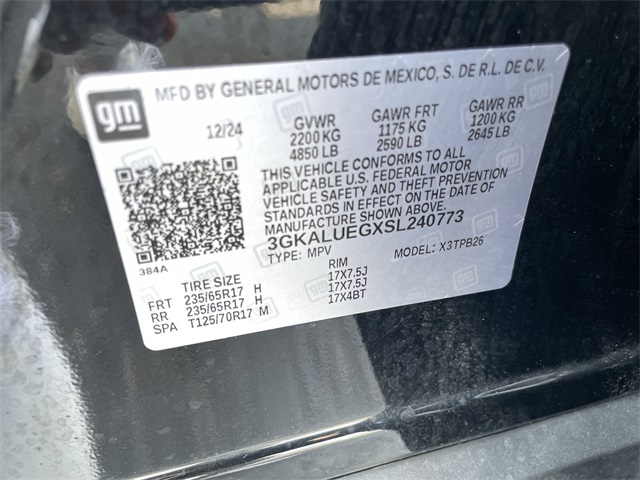 gm
MFD BY GENERAL MOTORS DE MEXICO, S. DE R.L. DE C.V.
12/24 GVWR GAWR FRT GAWR RR
2200 KG 1175 KG 1200 KG
4850 LB 2590 LB 2645 LB
THIS VEHICLE CONFORMS TO ALL
APPLICABLE U.S. FEDERAL MOTOR
VEHICLE SAFETY AND THEFT PREVENTION
STANDARDS IN EFFECT ON THE DATE OF
MANUFACTURE SHOWN ABOVE.
3GKALUEGXSL240773
TYPE: MPV MODEL: X3TPB26
384A
TIRE SIZE RIM
FRT 235/65R17 H 17X7.5J
RR 235/65R17 H 17X7.5J
SPA T125/70R17 M 17X4BT